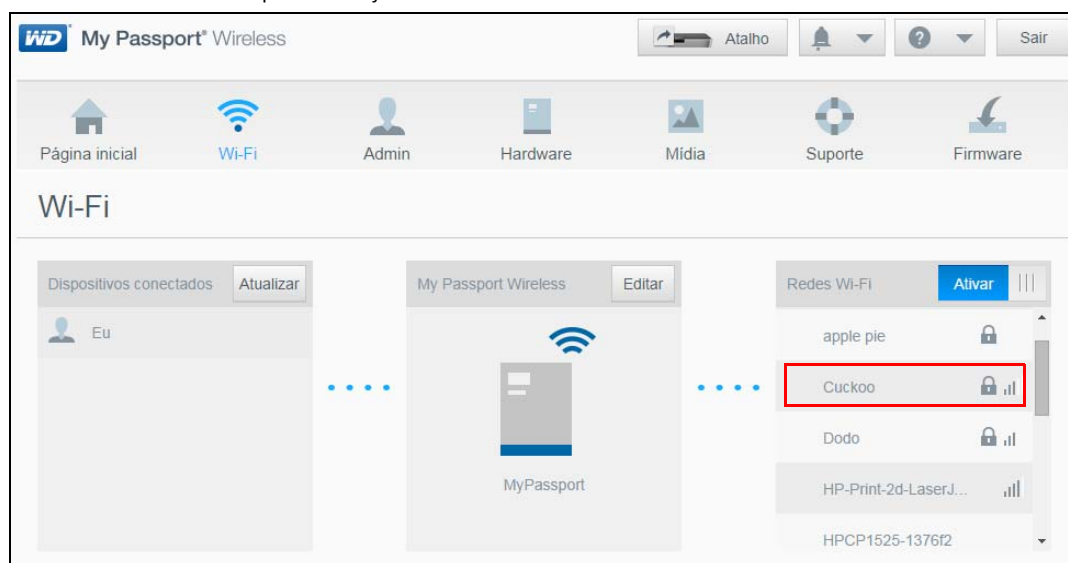 WD My Passport® Wireless
Atalho
Sair
Página inicial
Wi-Fi
Admin
Hardware
Mídia
Suporte
Firmware
Wi-Fi
Dispositivos conectados
Atualizar
Eu
My Passport Wireless
Editar
MyPassport
Redes Wi-Fi
Ativar
apple pie
Cuckoo
Dodo
HP-Print-2d-LaserJ...
HPCP1525-1376f2